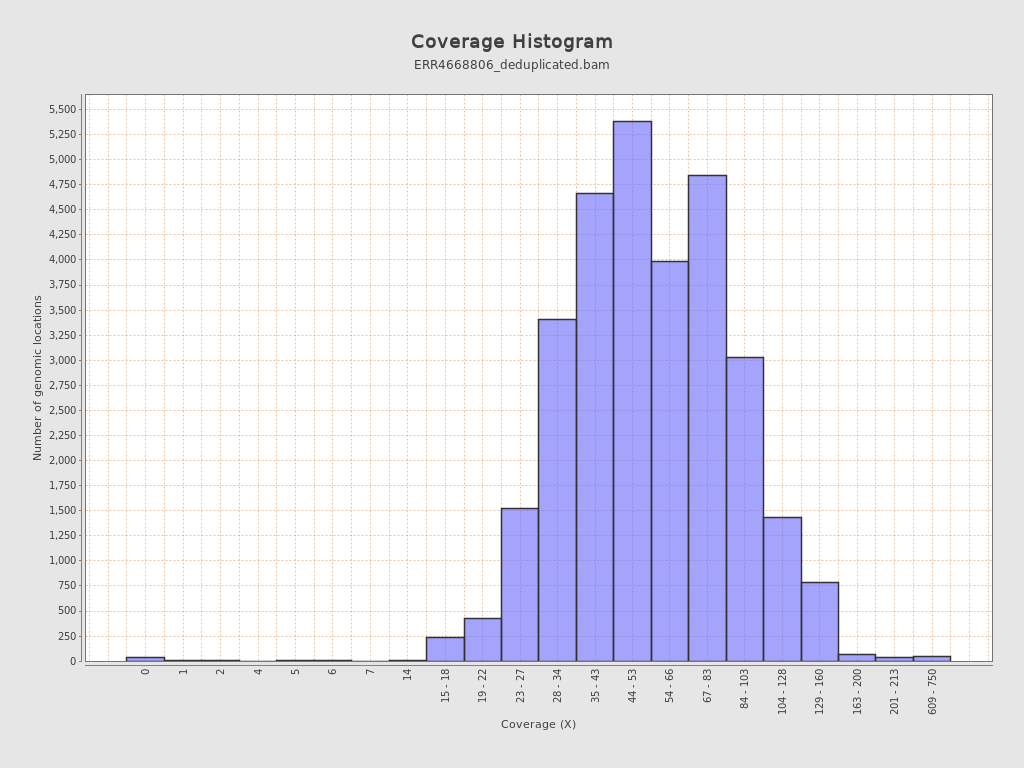 Coverage Histogram
ERR4668806_deduplicated.bam
Number of genomic locations
5,500
5,250
5,000
4,750
4,500
4,250
4,000
3,750
3,500
3,250
3,000
2,750
2,500
2,250
2,000
1,750
1,500
1,250
1,000
750
500
250
0
0
1
2
4
5
6
7
14
15 - 18
19 - 22
23 - 27
28 - 34
35 - 43
44 - 53
54 - 66
67 - 83
84 - 103
104 - 128
129 - 160
163 - 200
201 - 213
609 - 750
Coverage (X)